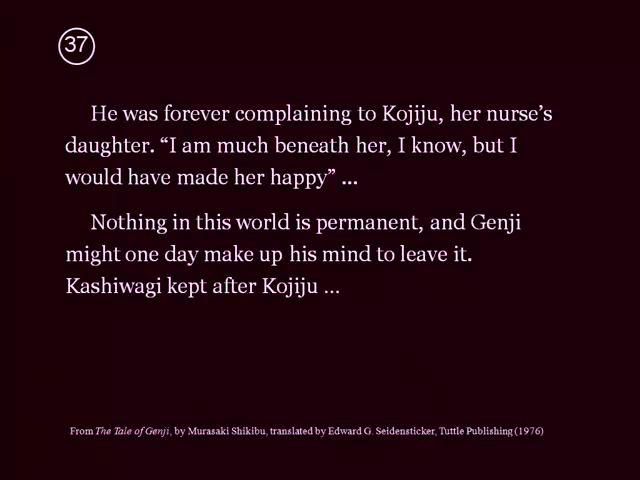 37
He was forever complaining to Kojiju, her nurse’s
daughter. “I am much beneath her, I know, but I
would have made her happy” ...
Nothing in this world is permanent, and Genji
might one day make up his mind to leave it.
Kashiwagi kept after Kojiju ...
From The Tale of Genji, by Murasaki Shikibu, translated by Edward G. Seidensticker, Tuttle Publishing (1976)